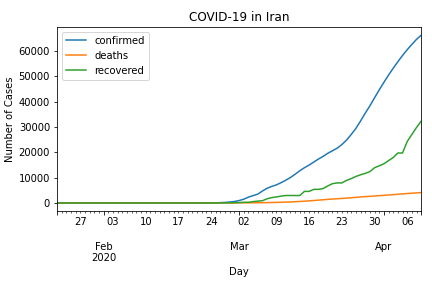 COVID-19 in Iran
confirmed
deaths
recovered
Number of Cases
60000
50000
40000
30000
20000
10000
0
27 03 10 17 24 02 09 16 23 30 06
Feb Mar Apr
2020
Day